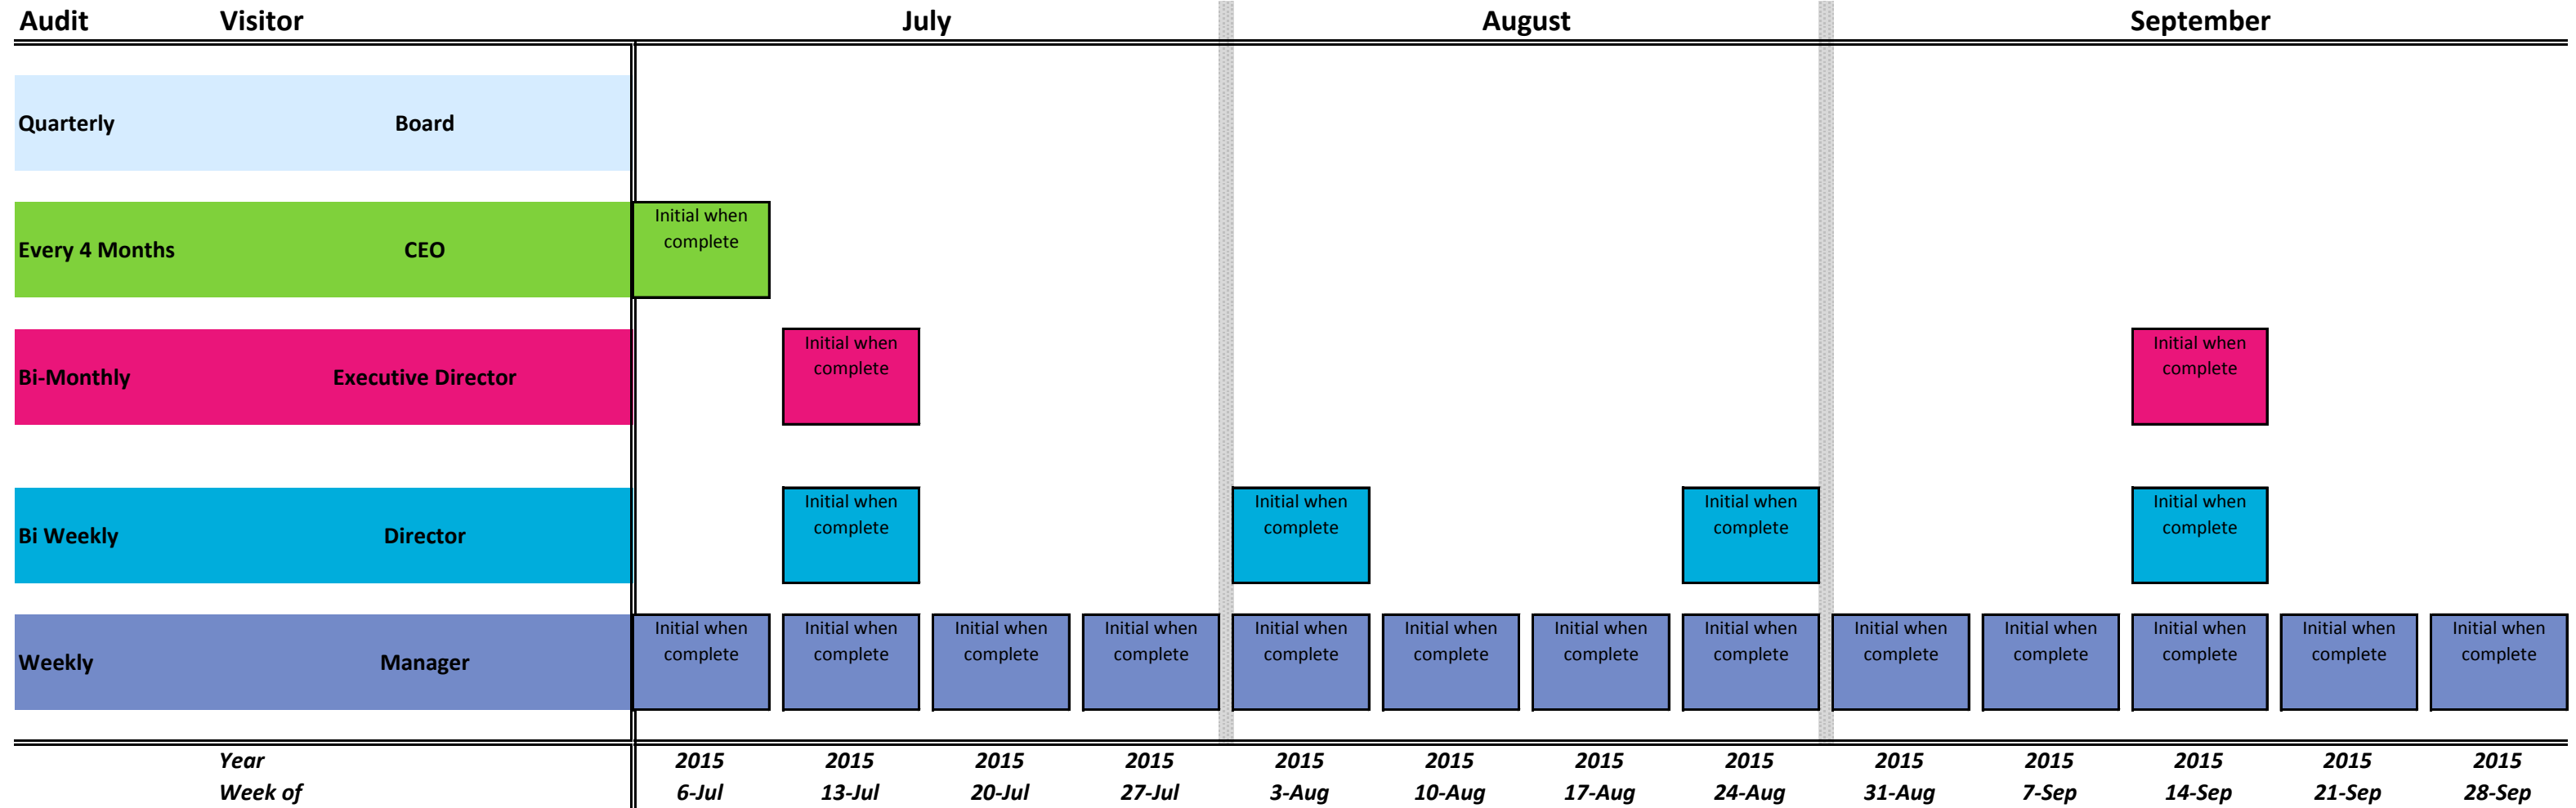 Audit Visitor July August September
Quarterly Board
Initial when
complete
Every 4 Months CEO
Initial when Initial when
complete complete
Bi-Monthly Executive Director
Initial when Initial when Initial when Initial when
complete complete complete complete
Bi Weekly Director
Initial when Initial when Initial when Initial when Initial when Initial when Initial when Initial when Initial when Initial when Initial when Initial when Initial when
complete complete complete complete complete complete complete complete complete complete complete complete complete
Weekly Manager
Year 2015 2015 2015 2015 2015 2015 2015 2015 2015 2015 2015 2015 2015
Week of 6-Jul 13-Jul 20-Jul 27-Jul 3-Aug 10-Aug 17-Aug 24-Aug 31-Aug 7-Sep 14-Sep 21-Sep 28-Sep